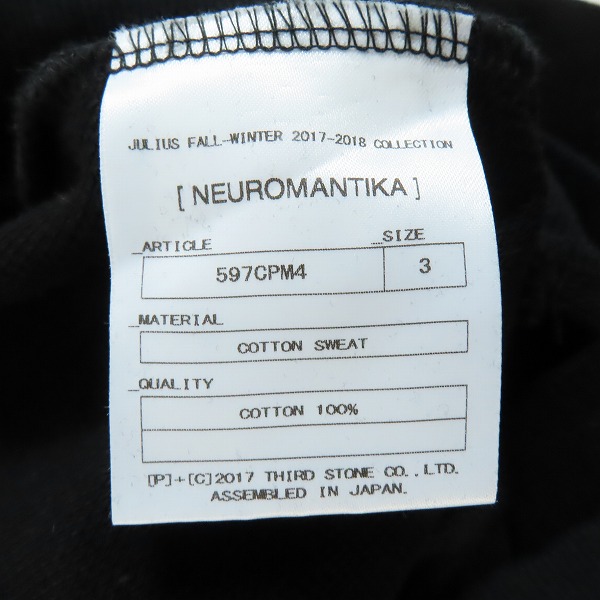 JULIUS FALL-WINTER 2017-2018 COLLECTION
[ NEUROMANTIKA ]
_ARTICLE _SIZE
597CPM4 3
_MATERIAL
COTTON SWEAT
_QUALITY
COTTON 100%
[P]+[C]2017 THIRD STONE CO.,LTD.
ASSEMBLED IN JAPAN.